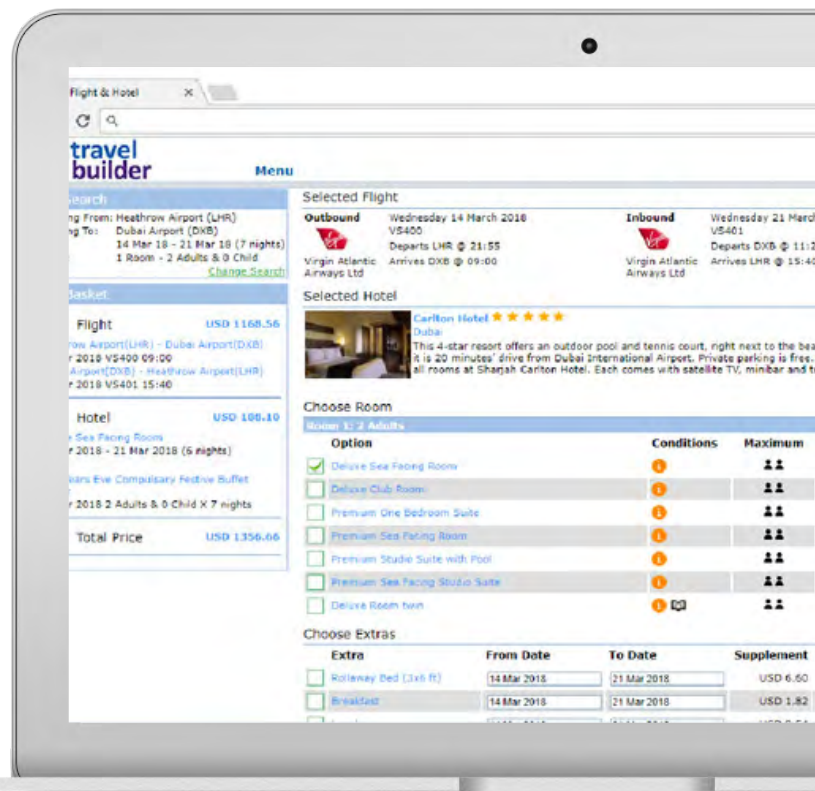 Flight & Hotel
travel
builder
Menu
Search
ng From: Heathrow Airport (LHR)
ng To: Dubai Airport (DXB)
14 Mar 18 - 21 Mar 18 (7 nights)
1 Room - 2 Adults & 0 Child
Change Search
Basket
Flight USD 1168.56
row Airport(LHR) - Dubai Airport(DXB)
r 2018 VS400 09:00
Airport(DXB) - Heathrow Airport(LHR)
r 2018 VS401 15:40
Hotel USD 108.10
Sea Facing Room
r 2018 - 21 Mar 2018 (6 nights)
ears Eve Compulsary Festive Buffet
r 2018 2 Adults & 0 Child X 7 nights
Total Price USD 1356.66
Selected Flight
Outbound Wednesday 14 March 2018 Inbound Wednesday 21 March
VS400 VS401
Departs LHR @ 21:55 Departs DXB @ 11:2
Virgin Atlantic Arrives DXB @ 09:00 Virgin Atlantic Arrives LHR @ 15:40
Airways Ltd Airways Ltd
Selected Hotel
Carlton Hotel
Dubai
This 4-star resort offers an outdoor pool and tennis court, right next to the bea
it is 20 minutes' drive from Dubai International Airport. Private parking is free.
all rooms at Sharjah Carlton Hotel. Each comes with satellite TV, minibar and t
Choose Room
Room 1: 2 Adults
Option Conditions Maximum
Deluxe Sea Facing Room
Deluxe Club Room
Premium One Bedroom Suite
Premium Sea Facing Room
Premium Studio Suite with Pool
Premium Sea Facing Studio Suite
Deluxe Room twin
Choose Extras
Extra From Date To Date Supplement
Rollaway Bed (3x6 ft) 14 Mar 2018 21 Mar 2018 USD 6.60
Breakfast 14 Mar 2018 21 Mar 2018 USD 1.82